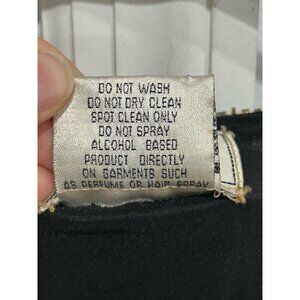 DO NOT WASH
DO NOT DRY CLEAN
SPOT CLEAN ONLY
DO NOT SPRAY
ALCOHOL BASED
PRODUCT DIRECTLY
ON GARMENTS SUCH
AS PERFUME OR HAIR SPRAY